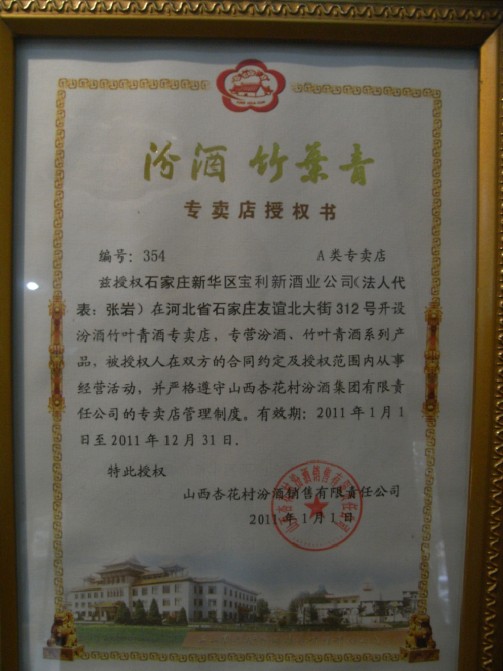 汾酒 竹葉青
专卖店授权书
编号：354 A类专卖店
兹授权石家庄新华区宝利新酒业公司（法人代
表：张岩）在河北省石家庄友谊北大街312号开设
汾酒竹叶青酒专卖店，专营汾酒、竹叶青酒系列产
品，被授权人在双方的合同约定及授权范围内从事
经营活动，并严格遵守山西杏花村汾酒集团有限责
任公司的专卖店管理制度。有效期：2011年1月1
日至2011年12月31日.
特此授权
山西杏花村汾酒销售有限责任公司
2011年1月1日